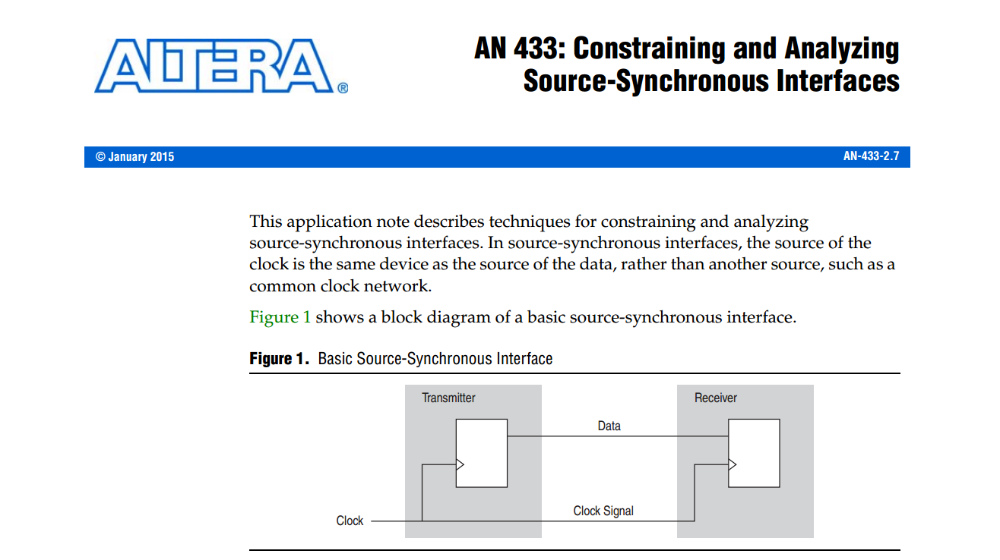 ALTERA®
AN 433: Constraining and Analyzing
Source-Synchronous Interfaces
© January 2015
AN-433-2.7
This application note describes techniques for constraining and analyzing
source-synchronous interfaces. In source-synchronous interfaces, the source of the
clock is the same device as the source of the data, rather than another source, such as a
common clock network.
Figure 1 shows a block diagram of a basic source-synchronous interface.
Figure 1. Basic Source-Synchronous Interface
Transmitter
Receiver
Data
Clock Signal
Clock